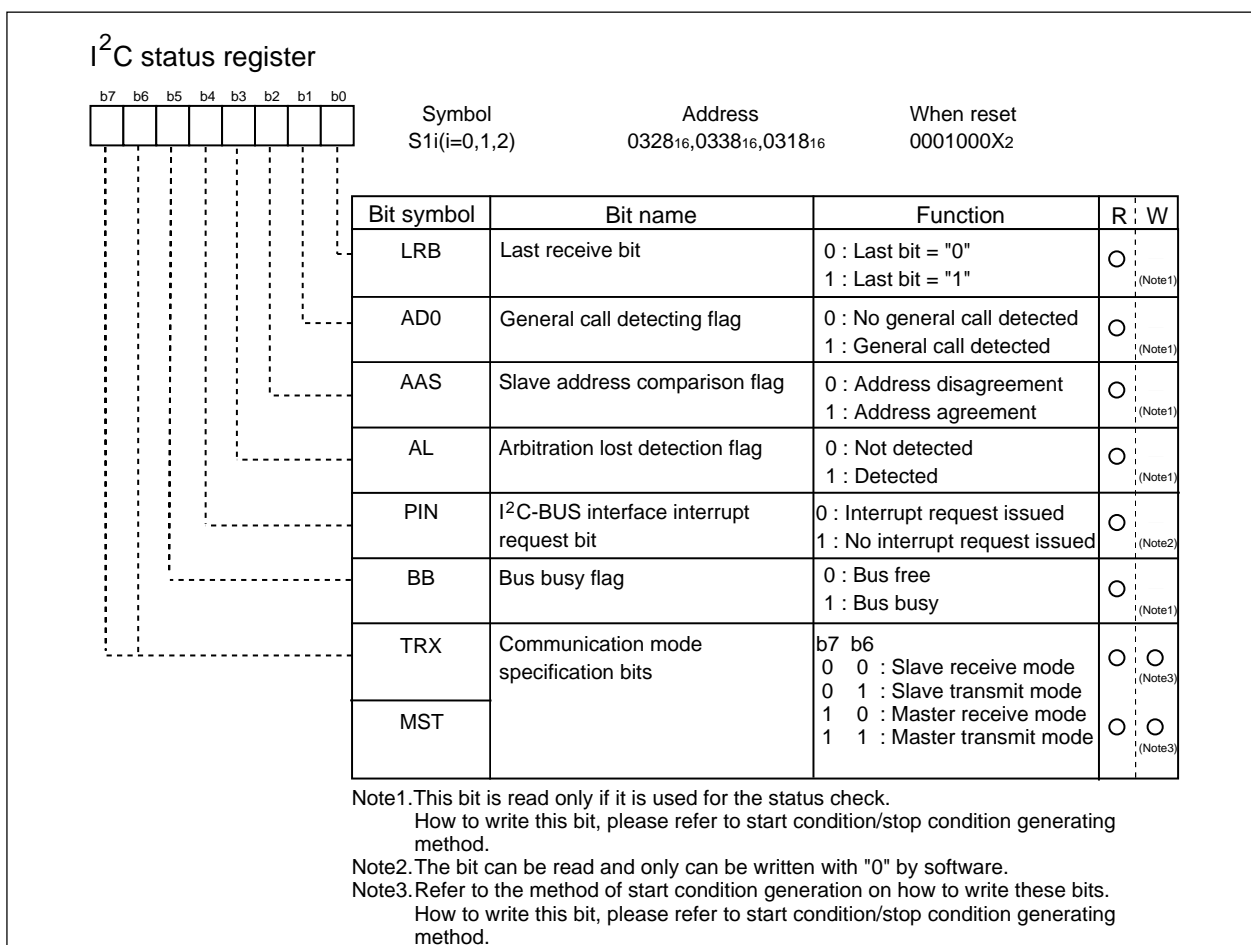 I2C status register
b7 b6 b5 b4 b3 b2 b1 b0
Symbol Address When reset
S1i(i=0,1,2) 032816,033816,031816 0001000X2
Bit symbol Bit name Function R W
LRB Last receive bit 0 : Last bit = "0"
1 : Last bit = "1" (Note1)
AD0 General call detecting flag 0 : No general call detected
1 : General call detected (Note1)
AAS Slave address comparison flag 0 : Address disagreement
1 : Address agreement (Note1)
AL Arbitration lost detection flag 0 : Not detected
1 : Detected (Note1)
PIN I2C-BUS interface interrupt 0 : Interrupt request issued
request bit 1 : No interrupt request issued (Note2)
BB Bus busy flag 0 : Bus free
1 : Bus busy (Note1)
TRX Communication mode b7 b6
specification bits 0 0 : Slave receive mode
0 1 : Slave transmit mode (Note3)
MST 1 0 : Master receive mode
1 1 : Master transmit mode (Note3)
Note1.This bit is read only if it is used for the status check.
How to write this bit, please refer to start condition/stop condition generating
method.
Note2.The bit can be read and only can be written with "0" by software.
Note3.Refer to the method of start condition generation on how to write these bits.
How to write this bit, please refer to start condition/stop condition generating
method.